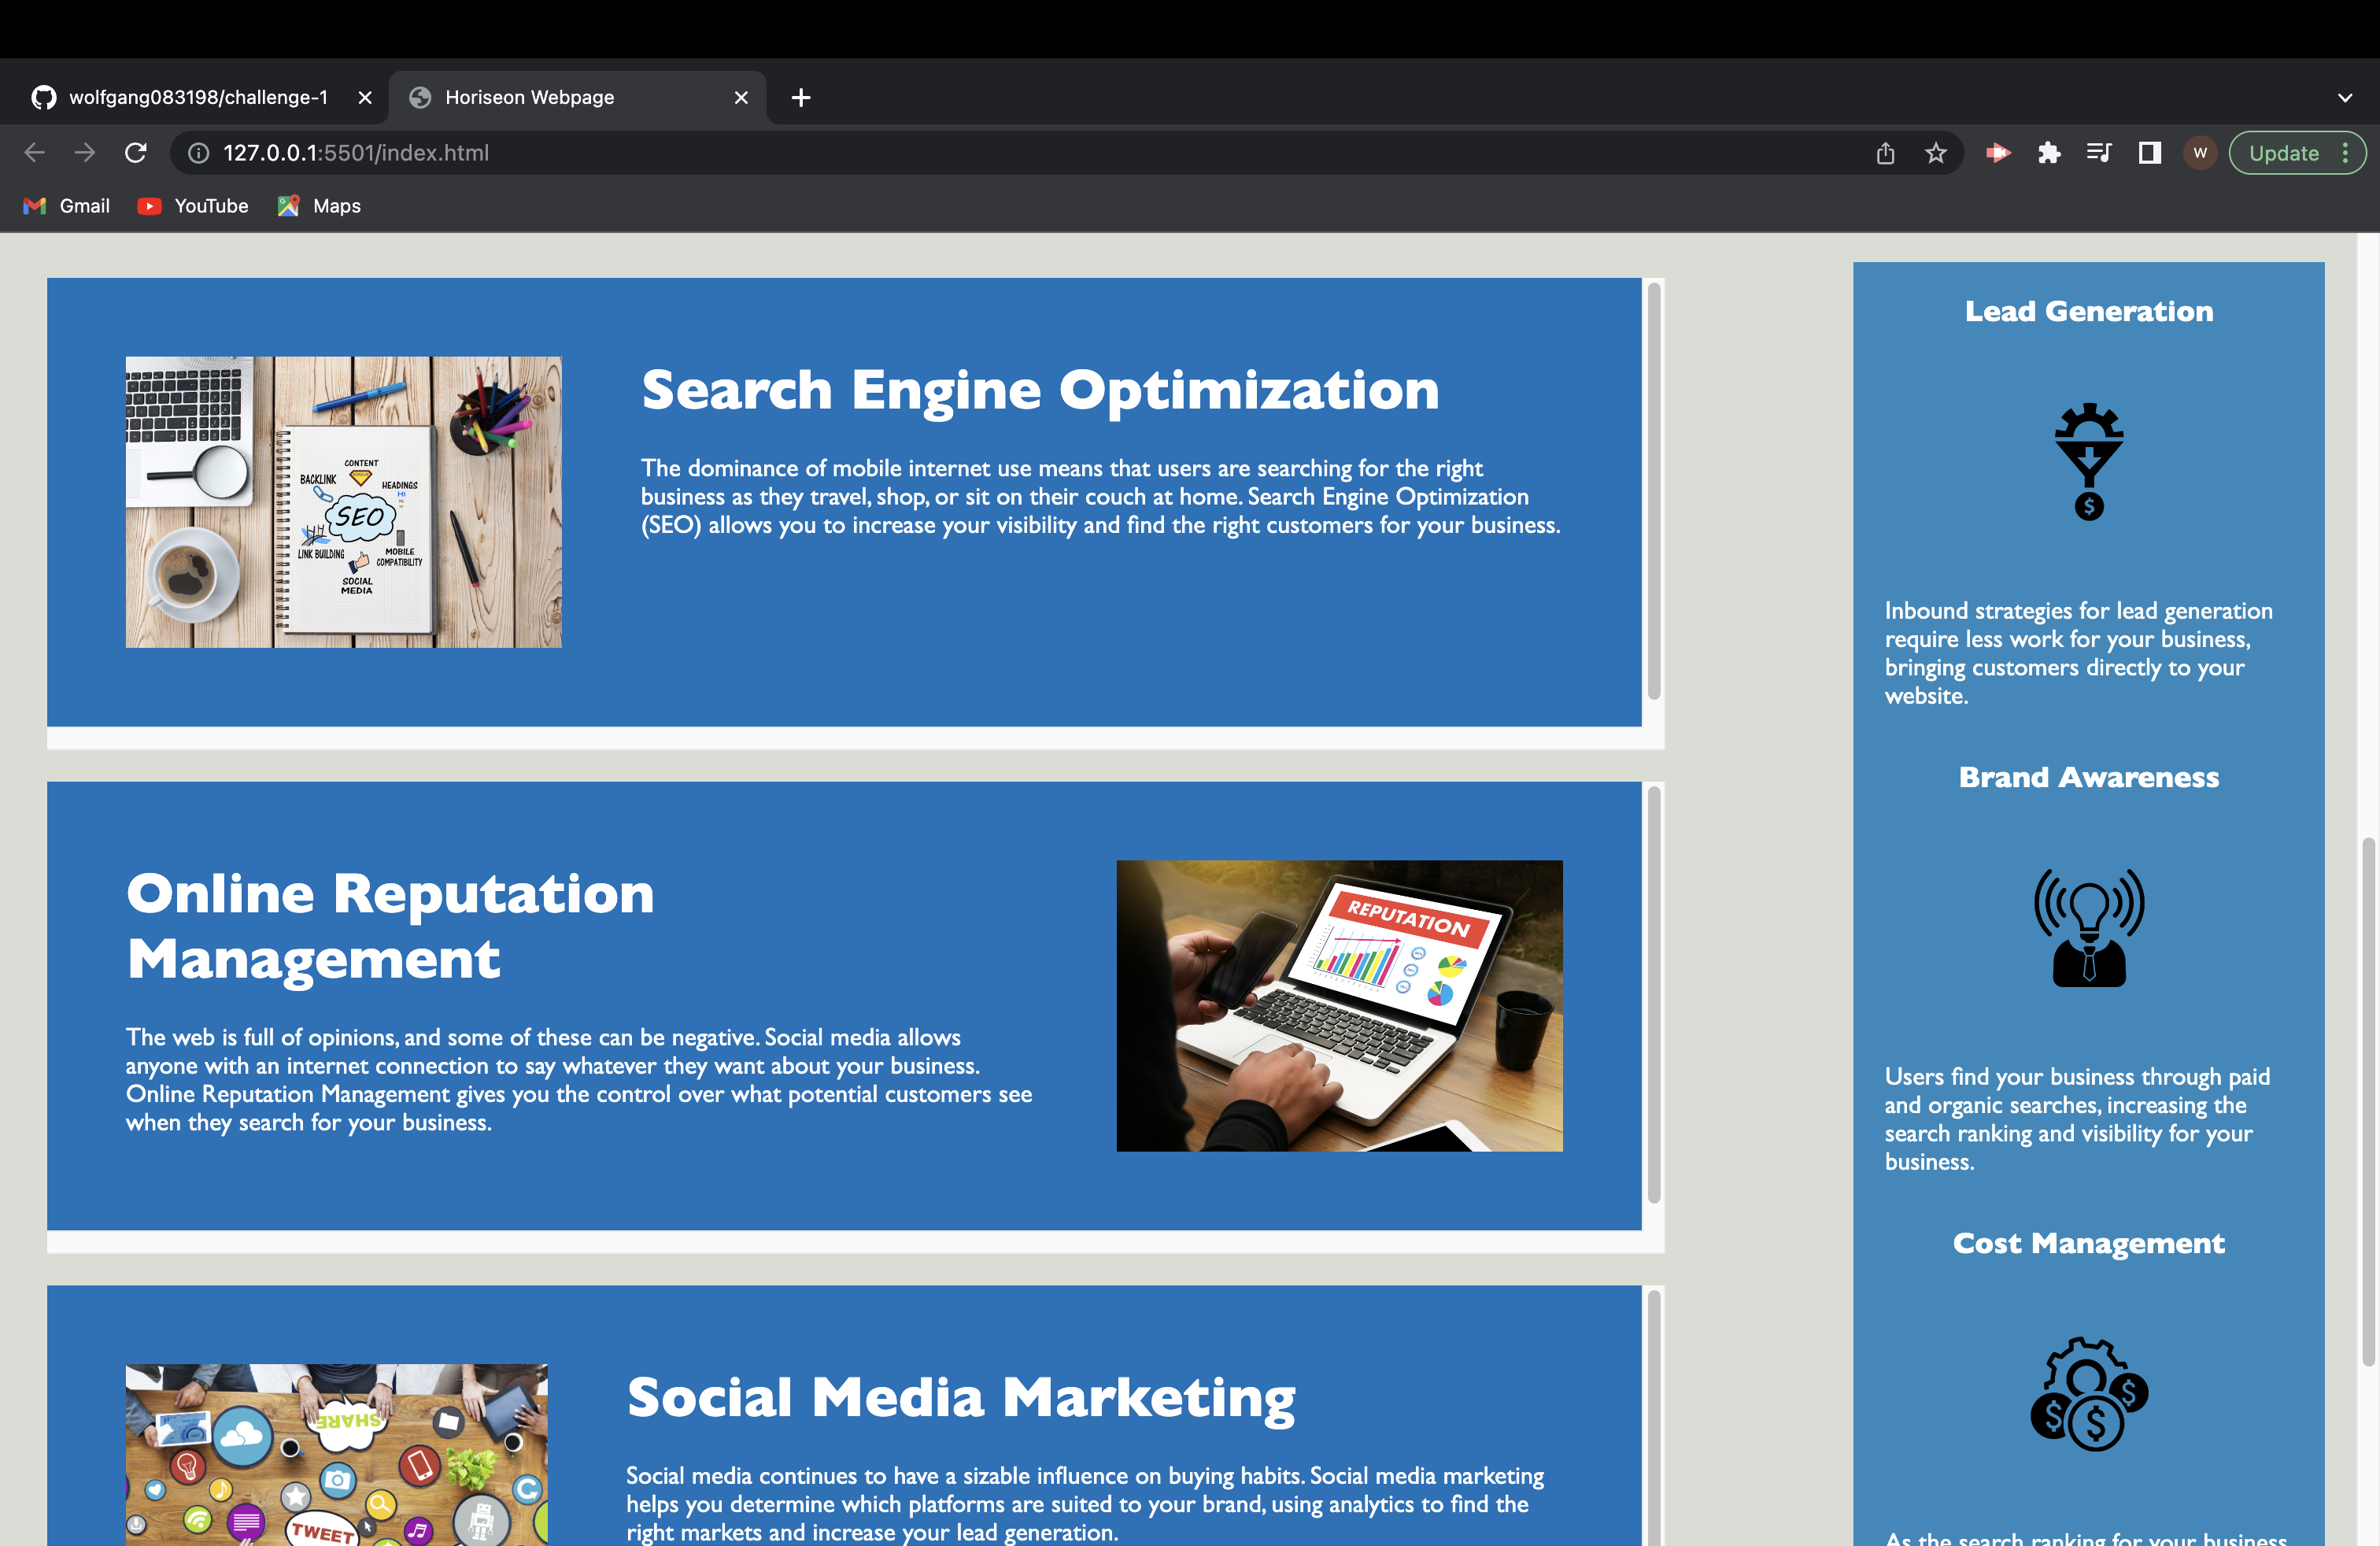 wolfgang083198/challenge-1
Horiseon Webpage
127.0.0.1:5501/index.html
W
Update
Gmail
YouTube
Maps
Search Engine Optimization
The dominance of mobile internet use means that users are searching for the right
business as they travel, shop, or sit on their couch at home. Search Engine Optimization
(SEO) allows you to increase your visibility and find the right customers for your business.
CONTENT
BACKLINK
HEADINGS
H1
SEO
LINK BUILDING
MOBILE
COMPATIBILITY
SOCIAL
MEDIA
Online Reputation
Management
The web is full of opinions, and some of these can be negative. Social media allows
anyone with an internet connection to say whatever they want about your business.
Online Reputation Management gives you the control over what potential customers see
when they search for your business.
REPUTATION
Social Media Marketing
Social media continues to have a sizable influence on buying habits. Social media marketing
helps you determine which platforms are suited to your brand, using analytics to find the
right markets and increase your lead generation.
SHARE
TWEET
Lead Generation
$
Inbound strategies for lead generation
require less work for your business,
bringing customers directly to your
website.
Brand Awareness
Users find your business through paid
and organic searches, increasing the
search ranking and visibility for your
business.
Cost Management
$
$
$
As the search ranking for your business